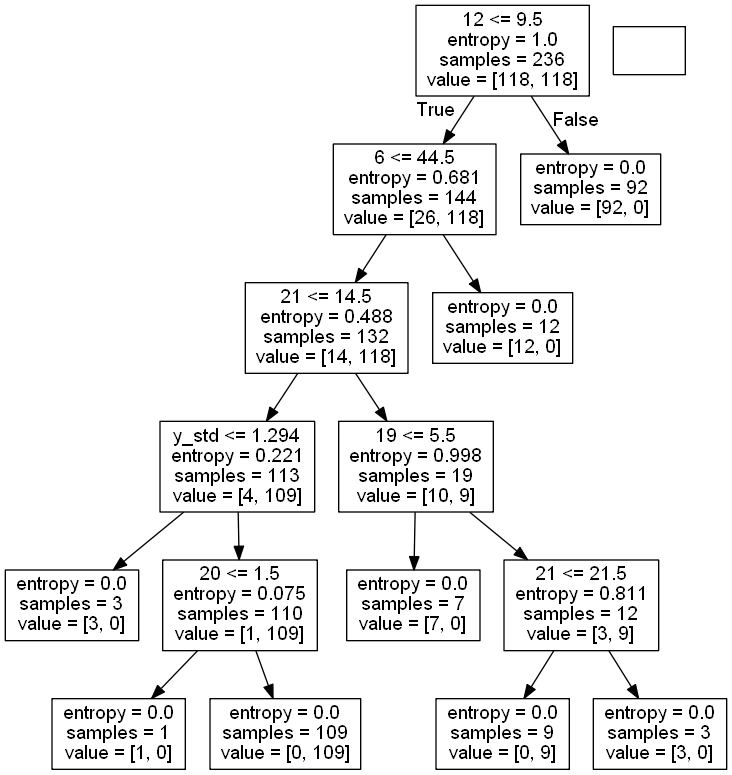 12 <= 9.5
entropy = 1.0
samples = 236
value = [118, 118]
True
False
6 <= 44.5
entropy = 0.681
samples = 144
value = [26, 118]
entropy = 0.0
samples = 92
value = [92, 0]
21 <= 14.5
entropy = 0.488
samples = 132
value = [14, 118]
entropy = 0.0
samples = 12
value = [12, 0]
y_std <= 1.294
entropy = 0.221
samples = 113
value = [4, 109]
19 <= 5.5
entropy = 0.998
samples = 19
value = [10, 9]
entropy = 0.0
samples = 3
value = [3, 0]
20 <= 1.5
entropy = 0.075
samples = 110
value = [1, 109]
entropy = 0.0
samples = 7
value = [7, 0]
21 <= 21.5
entropy = 0.811
samples = 12
value = [3, 9]
entropy = 0.0
samples = 1
value = [1, 0]
entropy = 0.0
samples = 109
value = [0, 109]
entropy = 0.0
samples = 9
value = [0, 9]
entropy = 0.0
samples = 3
value = [3, 0]